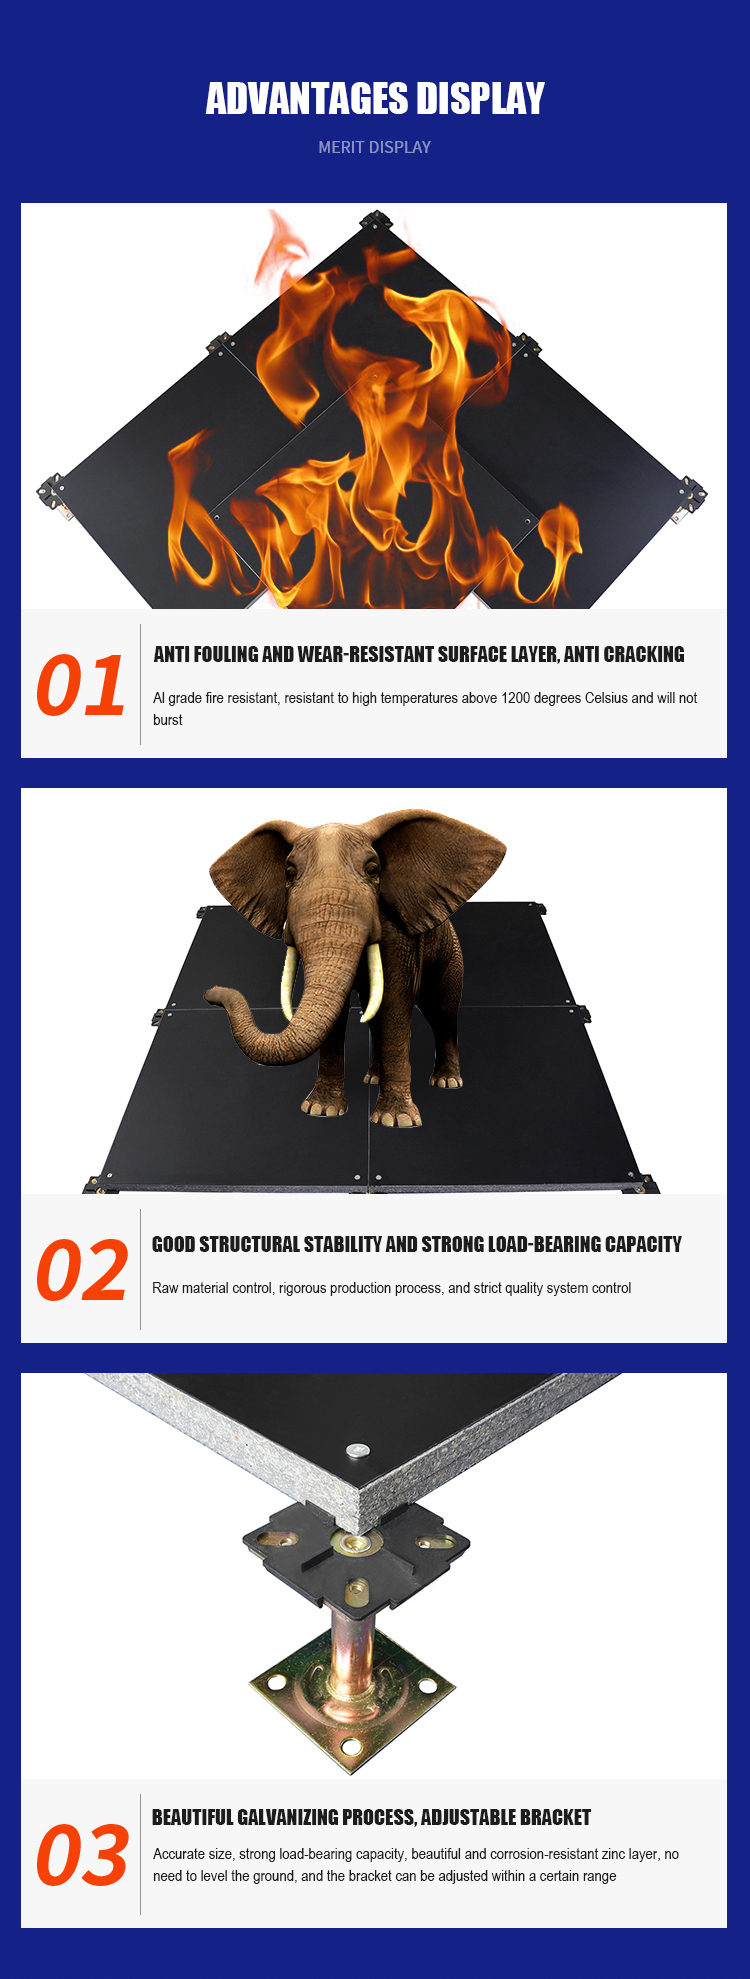 ADVANTAGES DISPLAY
MERIT DISPLAY
01
ANTI FOULING AND WEAR-RESISTANT SURFACE LAYER, ANTI CRACKING
Al grade fire resistant, resistant to high temperatures above 1200 degrees Celsius and will not
burst
02
GOOD STRUCTURAL STABILITY AND STRONG LOAD-BEARING CAPACITY
Raw material control, rigorous production process, and strict quality system control
03
BEAUTIFUL GALVANIZING PROCESS, ADJUSTABLE BRACKET
Accurate size, strong load-bearing capacity, beautiful and corrosion-resistant zinc layer, no
need to level the ground, and the bracket can be adjusted within a certain range